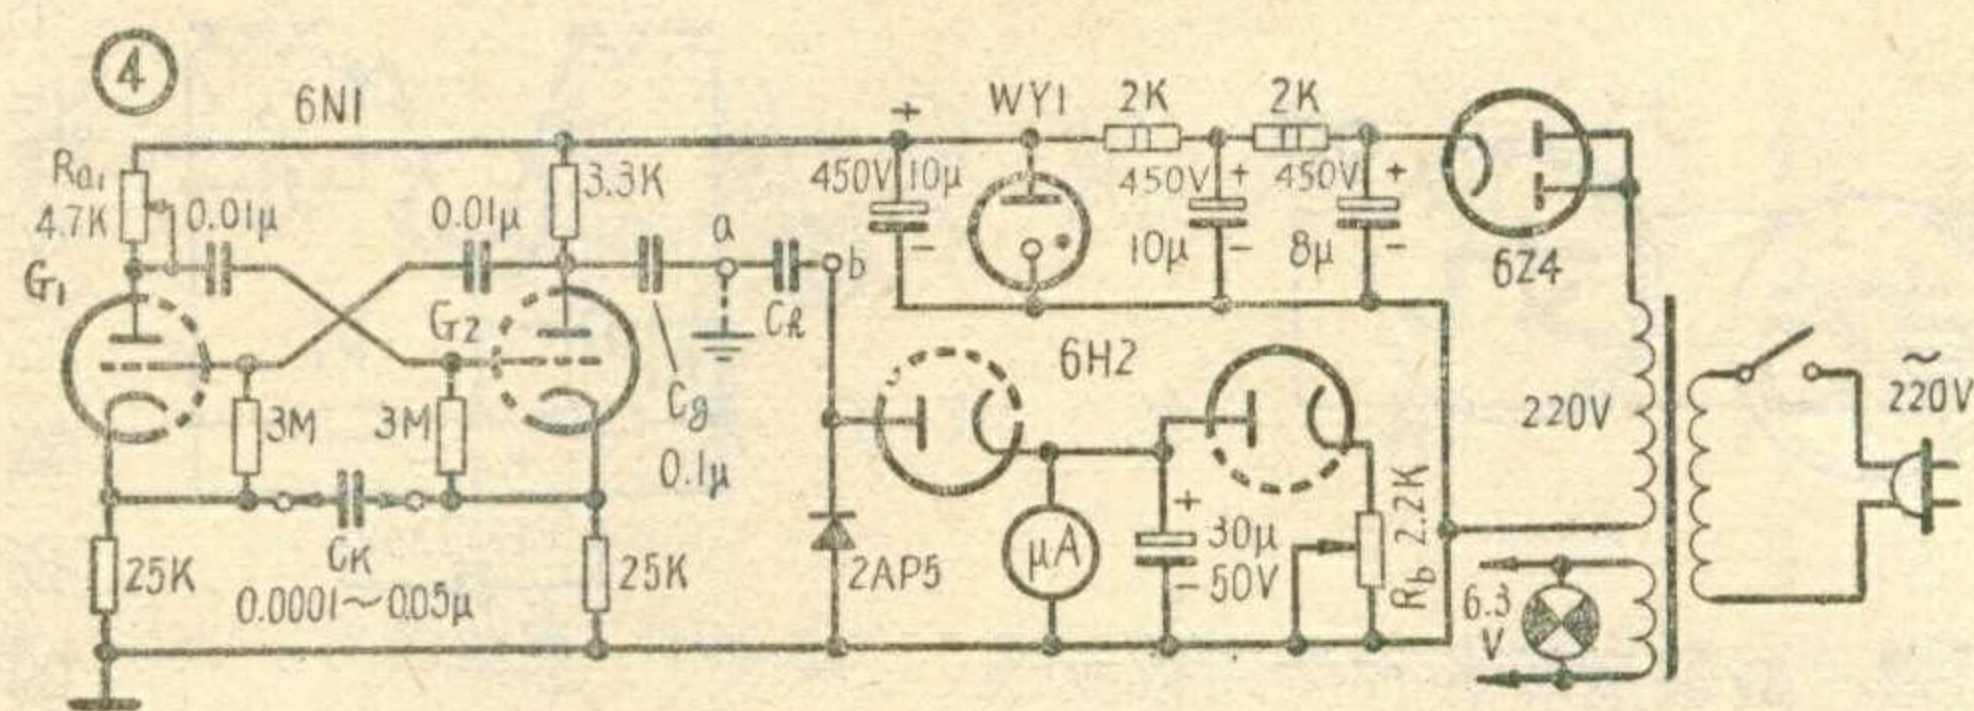 ④
6N1
Ra1
4.7K
0.01μ
0.01μ
3.3K
G1
G2
a
b
Cg
0.1μ
3M
3M
CK
0.0001~0.05μ
25K
25K
+
450V 10μ
-
WY1
2K
2K
450V +
10μ -
450V +
8μ -
6Z4
6H2
2AP5
μA
+
30μ
- 50V
Rb 2.2K
220V
6.3
V
~
220V